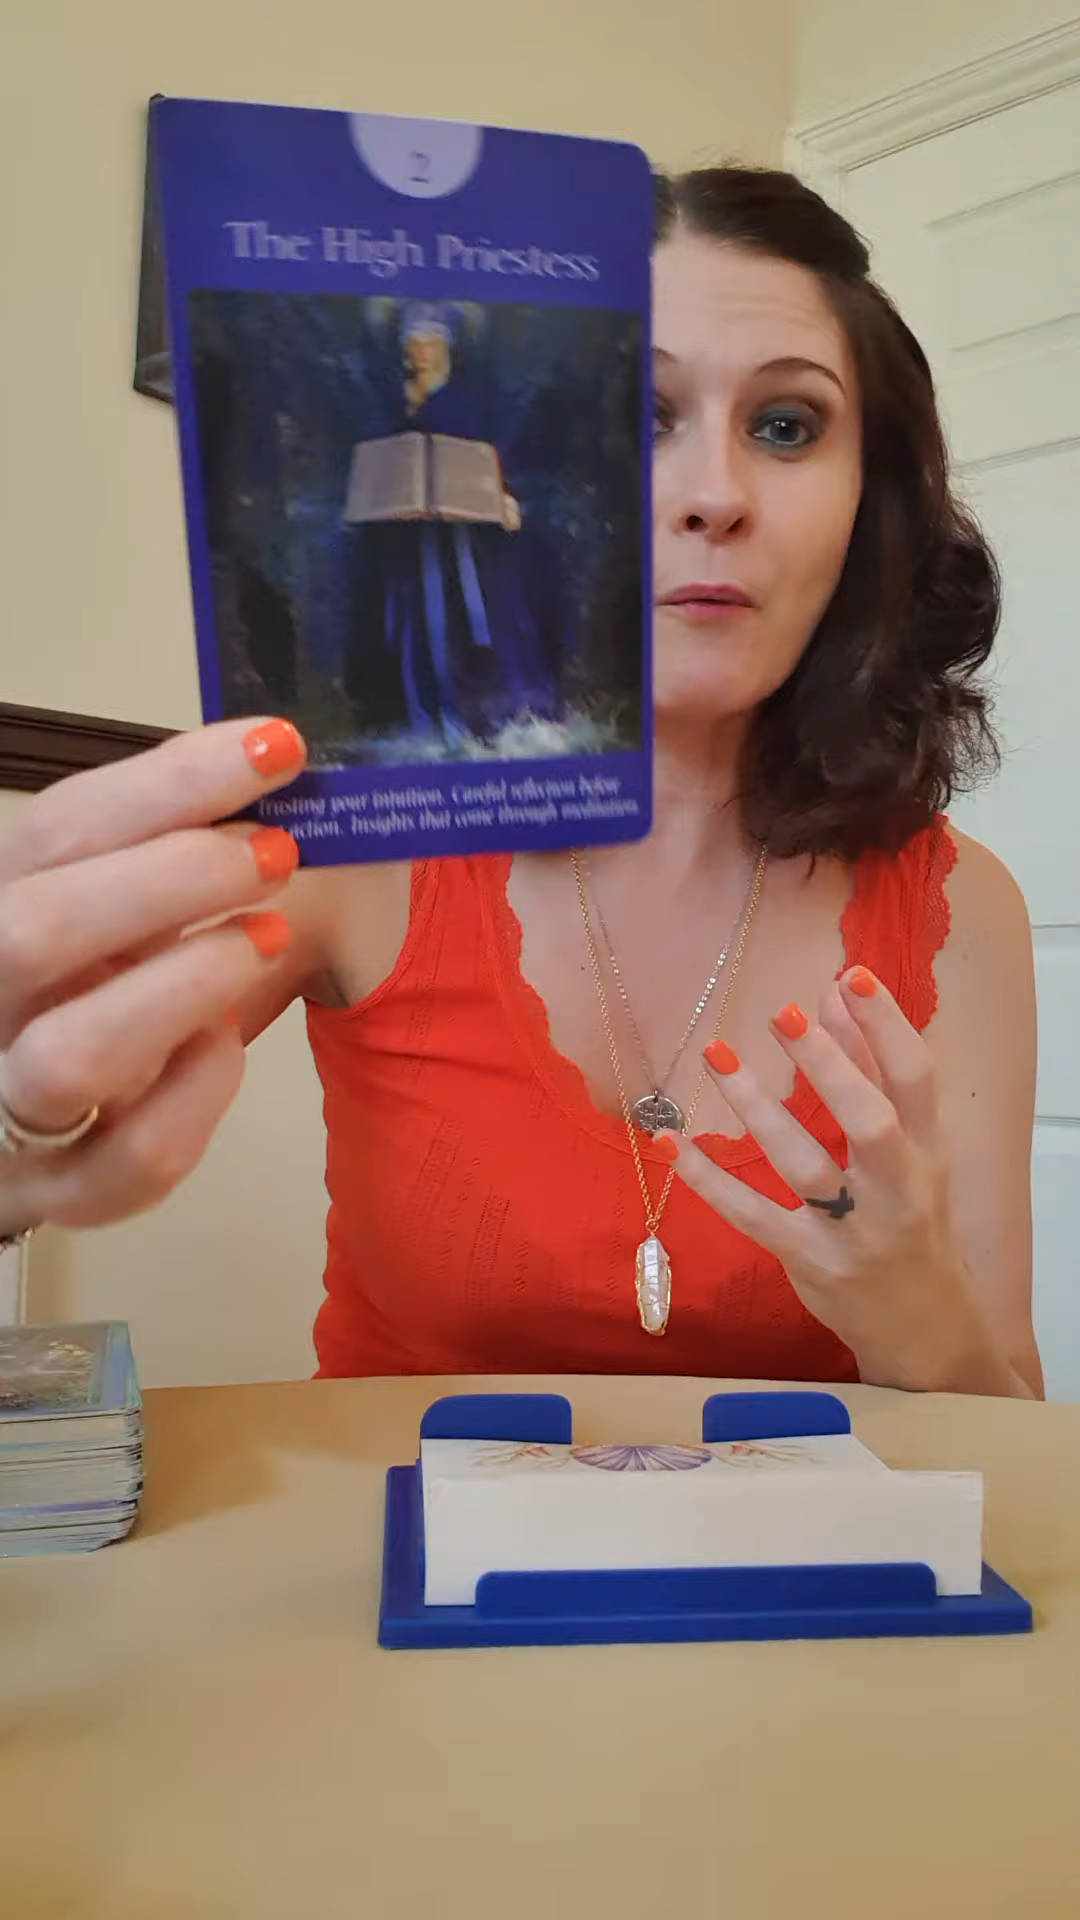 2
The High Priestess
Trusting your intuition. Careful reflection before
action. Insights that come through meditation.